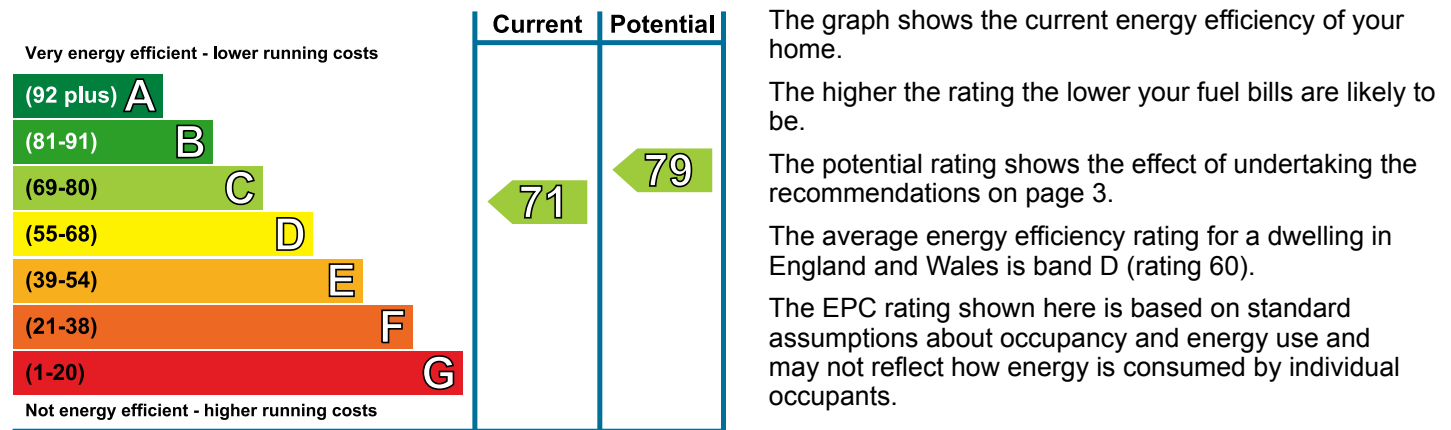 Current Potential
Very energy efficient - lower running costs
(92 plus) A
(81-91) B
(69-80) C
(55-68) D
(39-54) E
(21-38) F
(1-20) G
Not energy efficient - higher running costs
71
79
The graph shows the current energy efficiency of your
home.
The higher the rating the lower your fuel bills are likely to
be.
The potential rating shows the effect of undertaking the
recommendations on page 3.
The average energy efficiency rating for a dwelling in
England and Wales is band D (rating 60).
The EPC rating shown here is based on standard
assumptions about occupancy and energy use and
may not reflect how energy is consumed by individual
occupants.